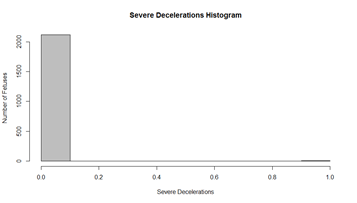 Severe Decelerations Histogram
Number of Fetuses
2000
1500
1000
500
0
0.0 0.2 0.4 0.6 0.8 1.0
Severe Decelerations